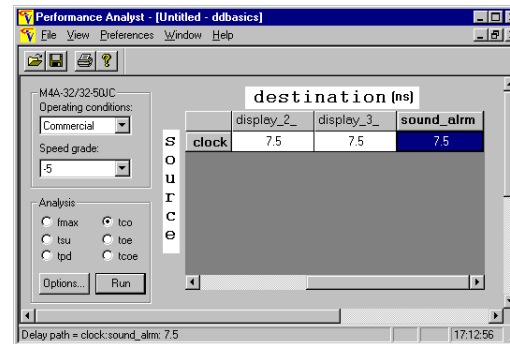 Performance Analyst - [Untitled - ddbasics]
File View Preferences Window Help
M4A-32/32-50JC
Operating conditions:
Commercial
Speed grade:
-5
Analysis
fmax tco
tsu toe
tpd tcoe
Options... Run
destination (ns)
source
display_2_ display_3_ sound_alrm
clock 7.5 7.5 7.5
Delay path = clock:sound_alrm: 7.5 17:12:56